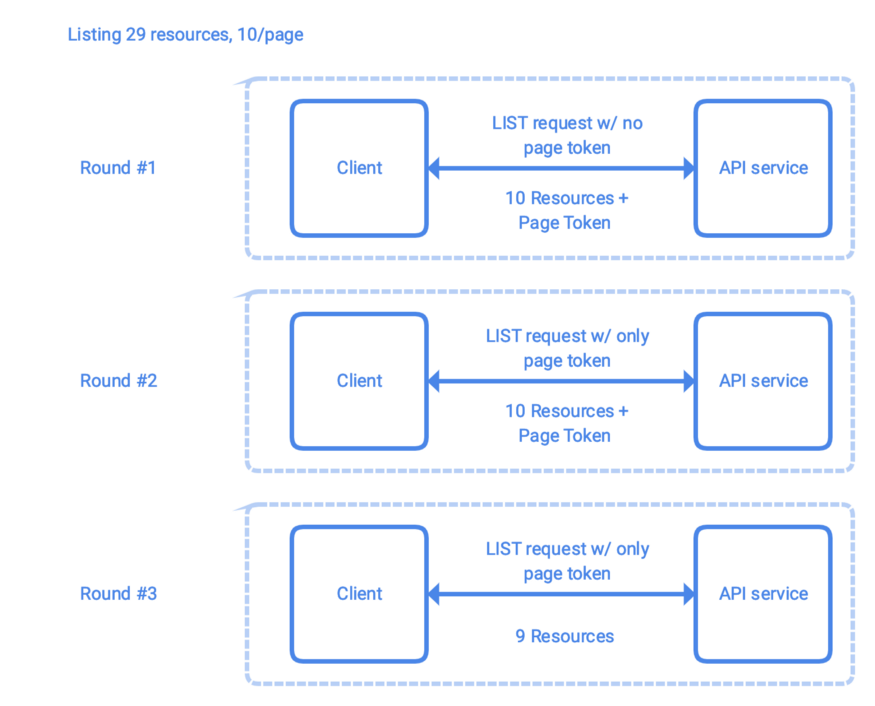 Listing 29 resources, 10/page
Round #1
Client
LIST request w/ no
page token
10 Resources +
Page Token
API service
Round #2
Client
LIST request w/ only
page token
10 Resources +
Page Token
API service
Round #3
Client
LIST request w/ only
page token
9 Resources
API service